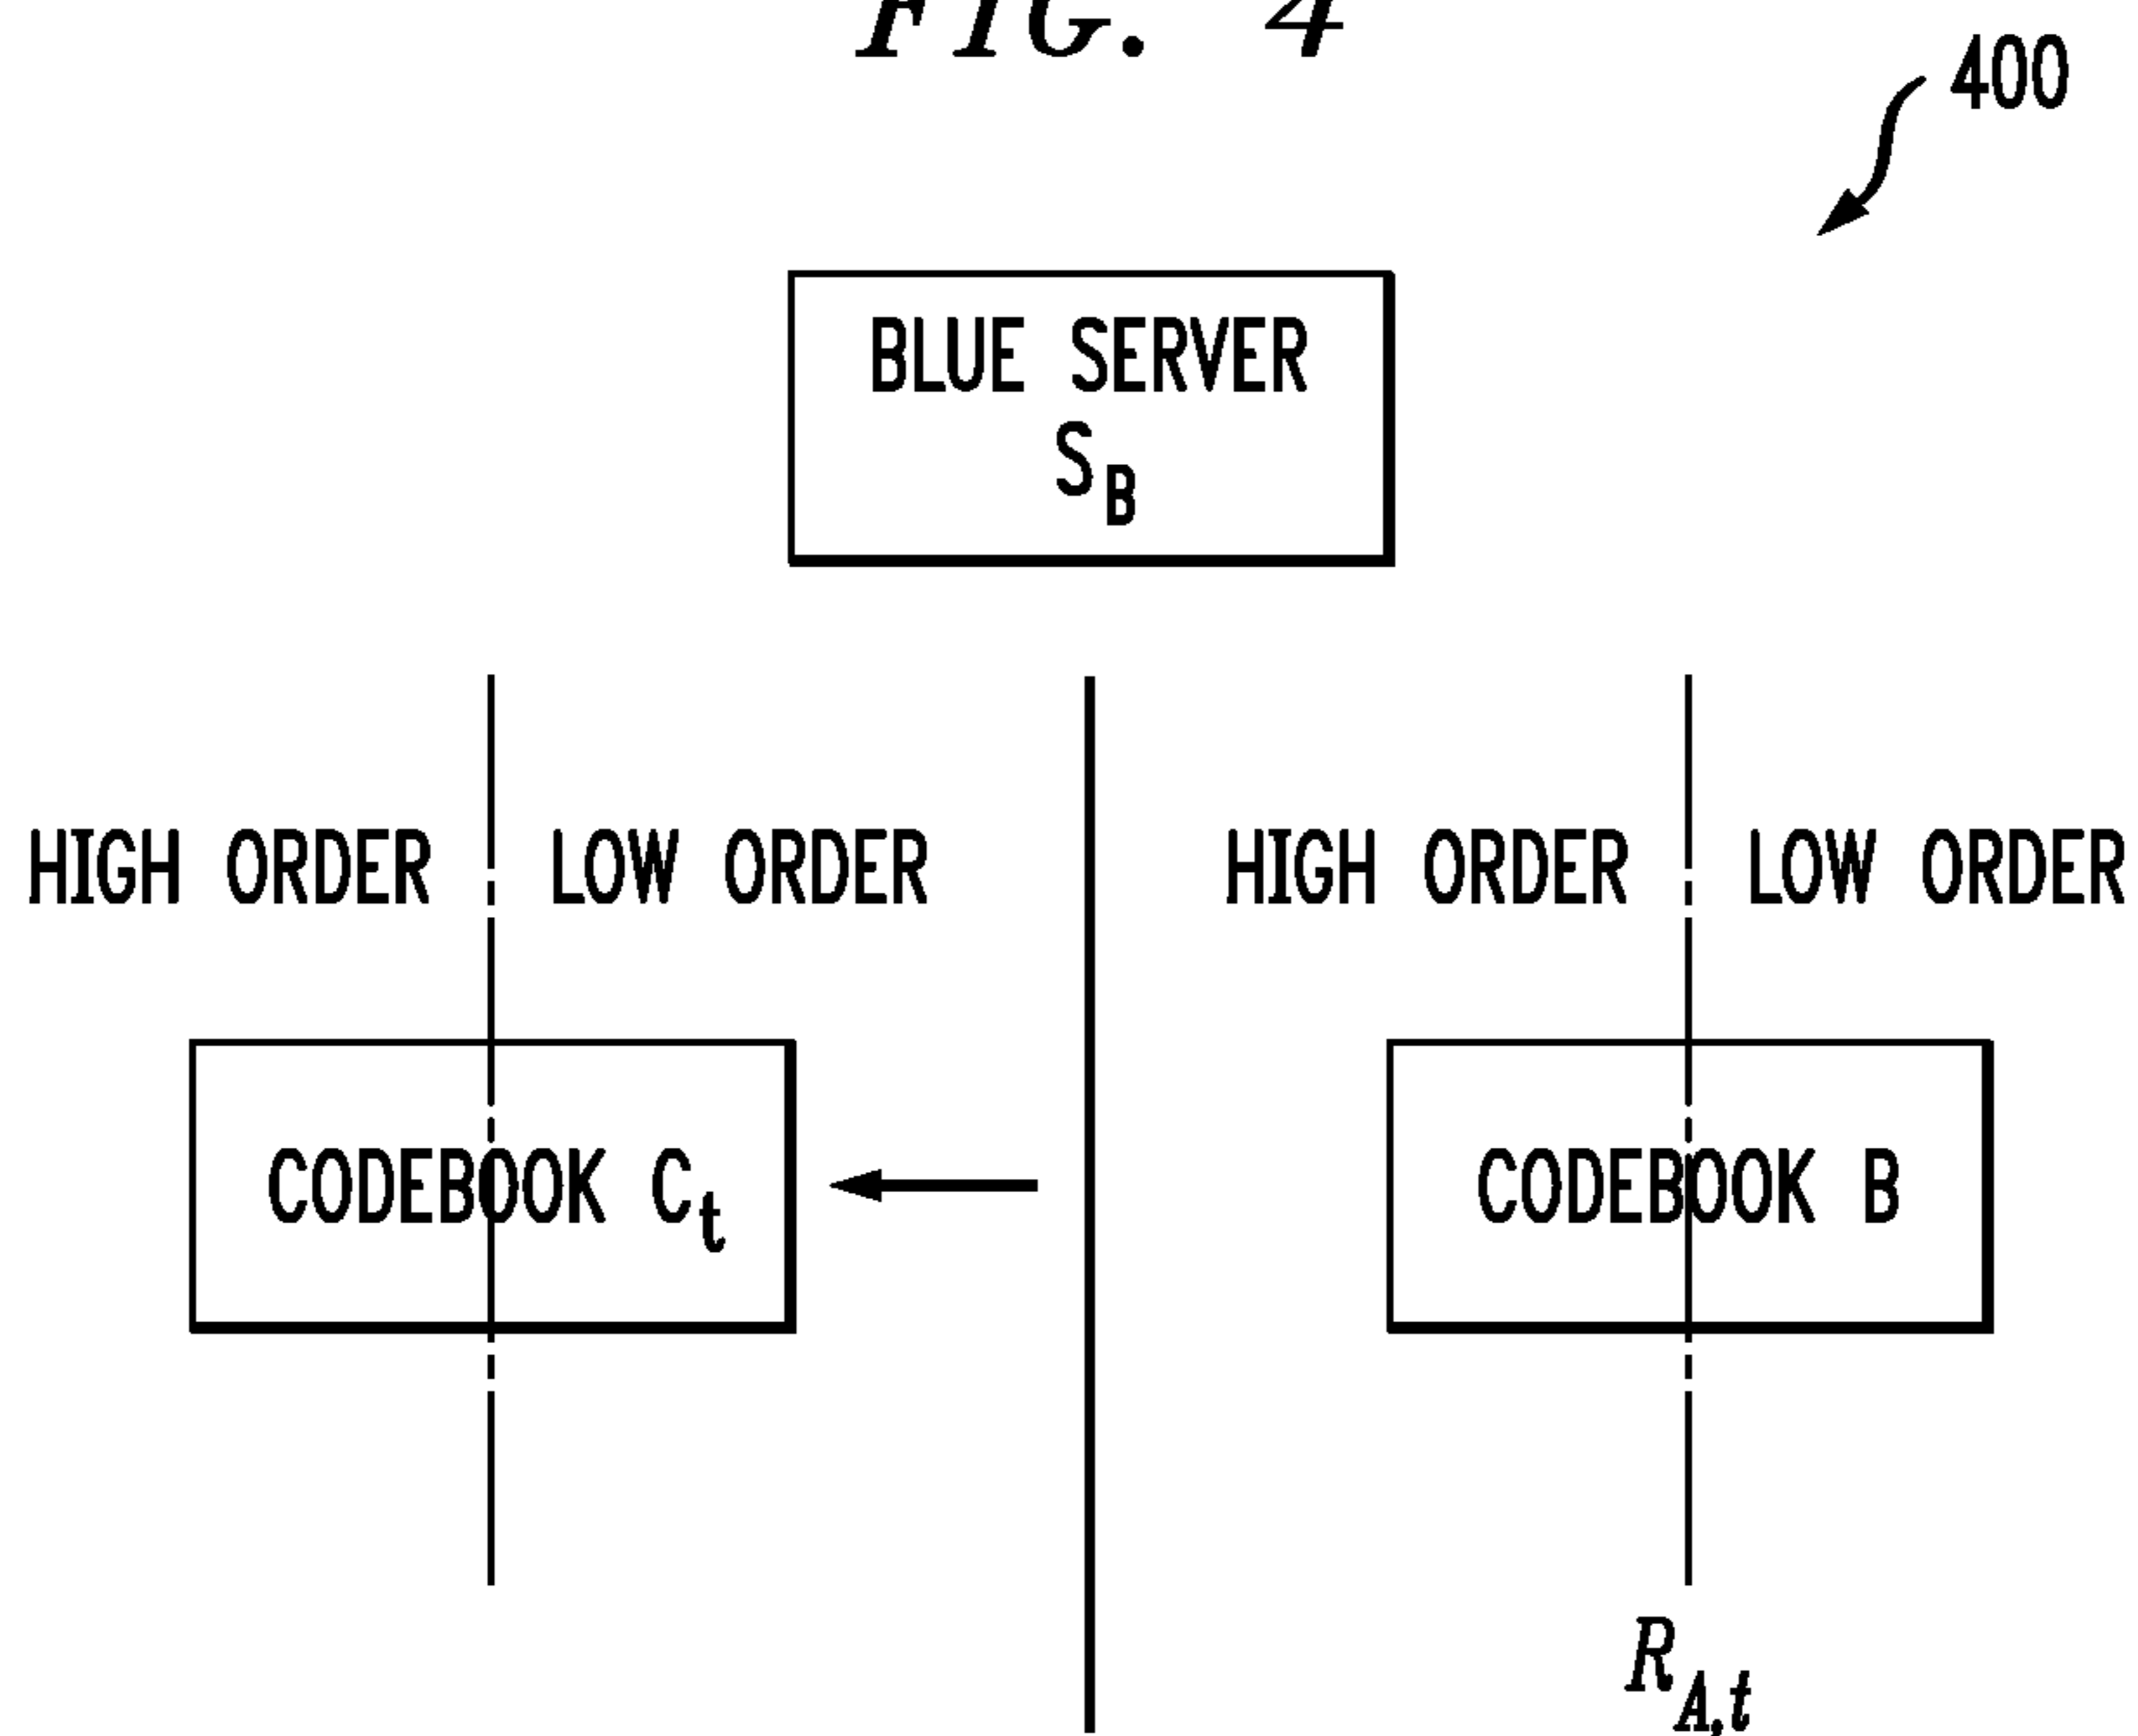 FIG. 4
400
BLUE SERVER
S_B
HIGH ORDER LOW ORDER HIGH ORDER LOW ORDER
CODEBOOK C_t CODEBOOK B
R_A,t